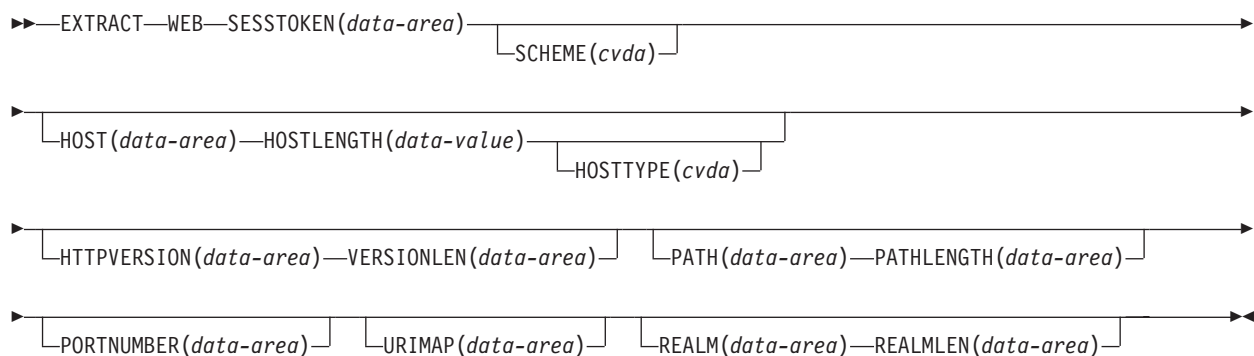 EXTRACT WEB SESSTOKEN(data-area)
SCHEME(cvda)
HOST(data-area) HOSTLENGTH(data-value)
HOSTTYPE(cvda)
HTTPVERSION(data-area) VERSIONLEN(data-area) PATH(data-area) PATHLENGTH(data-area)
PORTNUMBER(data-area) URIMAP(data-area) REALM(data-area) REALMLEN(data-area)